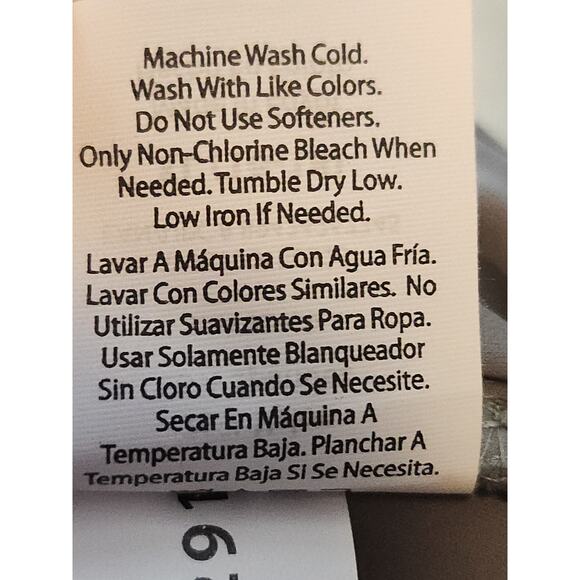 Machine Wash Cold.
Wash With Like Colors.
Do Not Use Softeners.
Only Non-Chlorine Bleach When
Needed. Tumble Dry Low.
Low Iron If Needed.
Lavar A Máquina Con Agua Fría.
Lavar Con Colores Similares. No
Utilizar Suavizantes Para Ropa.
Usar Solamente Blanqueador
Sin Cloro Cuando Se Necesite.
Secar En Máquina A
Temperatura Baja. Planchar A
Temperatura Baja Si Se Necesita.